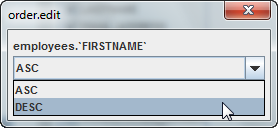 order.edit
employees.`FIRSTNAME`
ASC
ASC
DESC